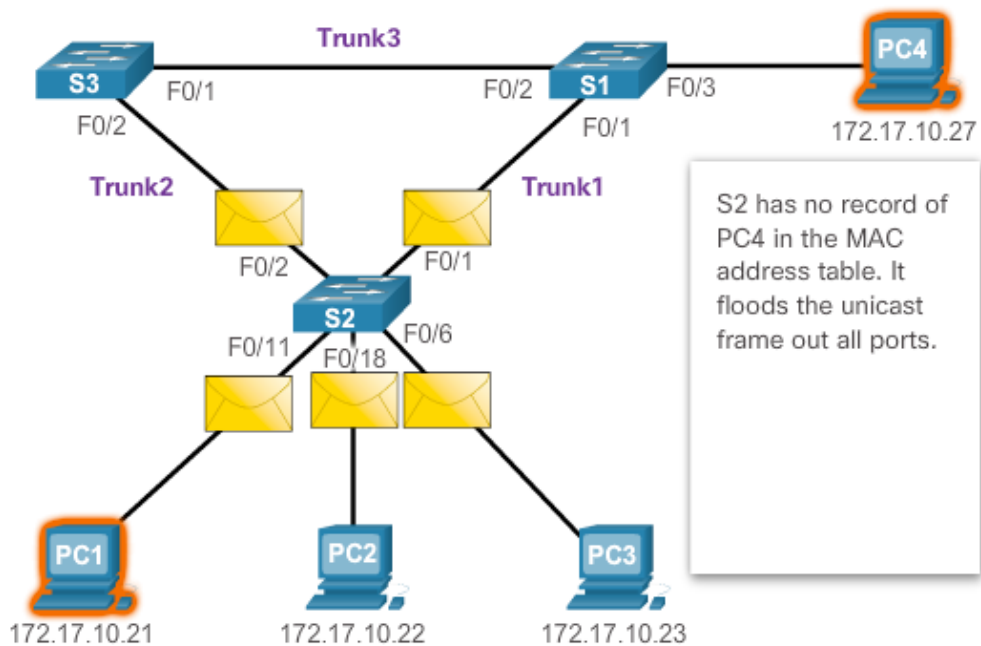 Trunk3
PC4
S3
F0/1
F0/2
S1
F0/3
F0/2
F0/1
172.17.10.27
Trunk2
Trunk1
S2 has no record of
PC4 in the MAC
address table. It
floods the unicast
frame out all ports.
F0/2
F0/1
S2
F0/11
F0/18
F0/6
PC1
PC2
PC3
172.17.10.21
172.17.10.22
172.17.10.23